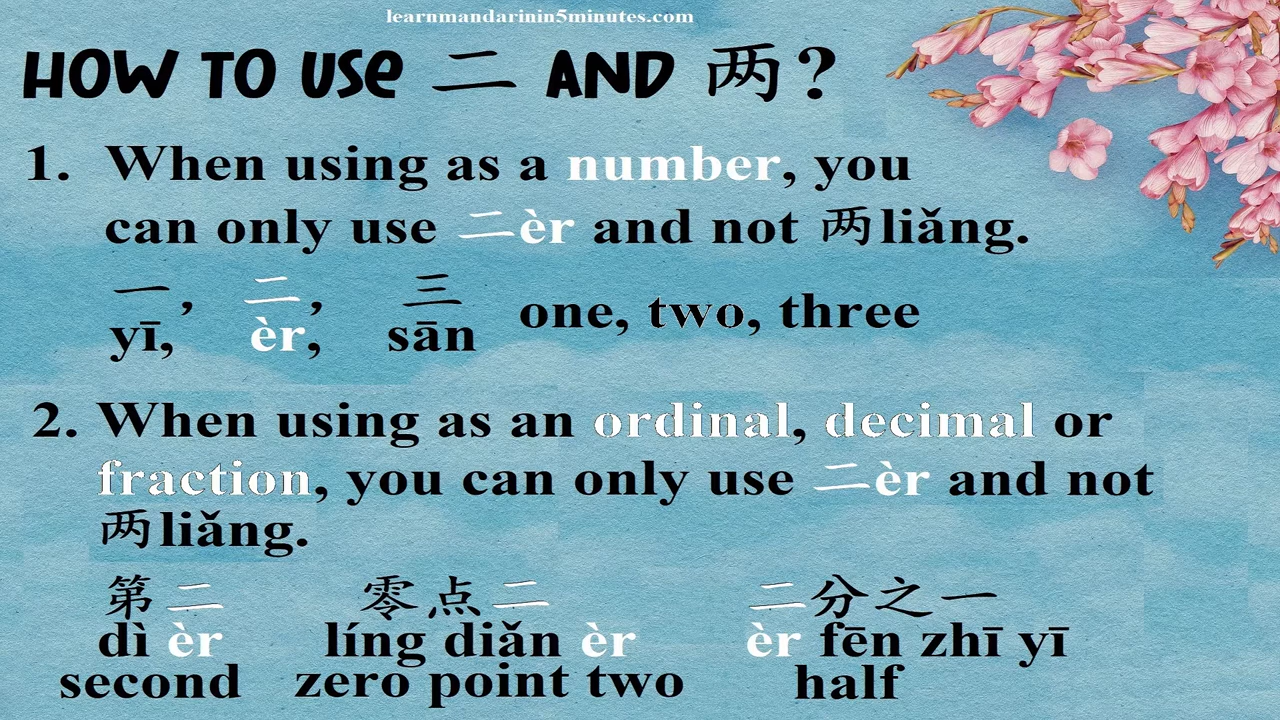 learnmandarinin5minutes.com
HOW TO USE 二 AND 两?
1. When using as a number, you
can only use 二èr and not 两liǎng.
一, 二, 三
yī, èr, sān
one, two, three
2. When using as an ordinal, decimal or
fraction, you can only use 二èr and not
两liǎng.
第二 零点二 二分之一
dì èr líng diǎn èr èr fēn zhī yī
second zero point two half